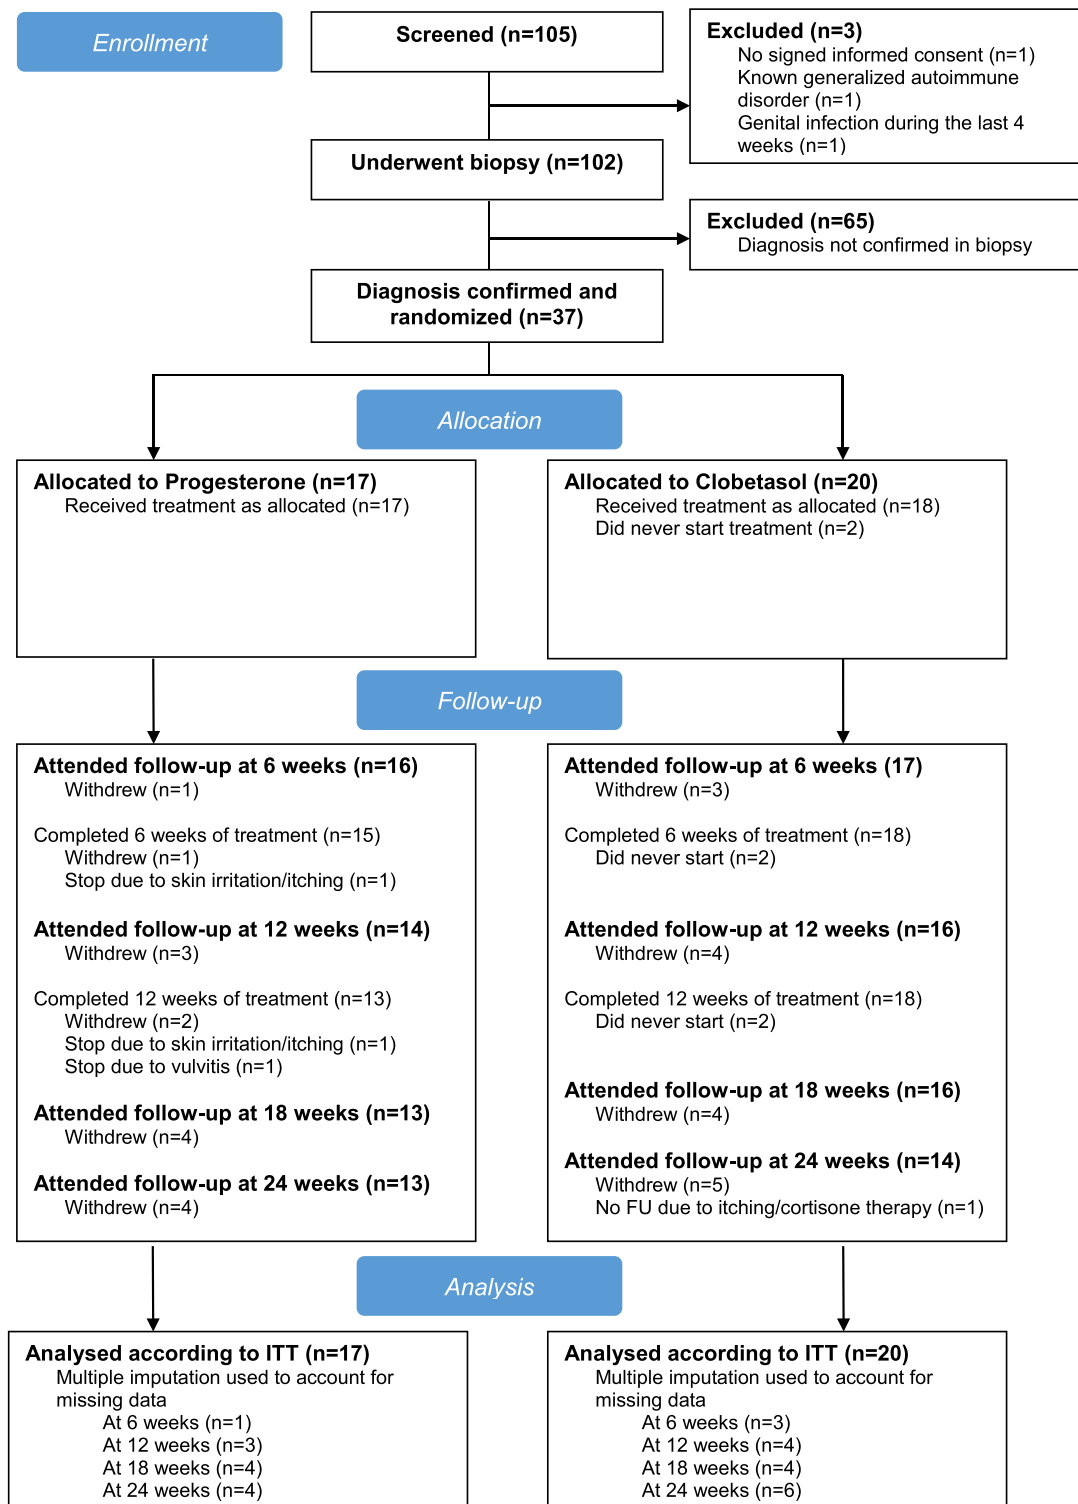 Enrollment
Screened (n=105)
Excluded (n=3)
No signed informed consent (n=1)
Known generalized autoimmune
disorder (n=1)
Genital infection during the last 4
weeks (n=1)
Underwent biopsy (n=102)
Excluded (n=65)
Diagnosis not confirmed in biopsy
Diagnosis confirmed and
randomized (n=37)
Allocation
Allocated to Progesterone (n=17)
Received treatment as allocated (n=17)
Allocated to Clobetasol (n=20)
Received treatment as allocated (n=18)
Did never start treatment (n=2)
Follow-up
Attended follow-up at 6 weeks (n=16)
Withdrew (n=1)
Completed 6 weeks of treatment (n=15)
Withdrew (n=1)
Stop due to skin irritation/itching (n=1)
Attended follow-up at 12 weeks (n=14)
Withdrew (n=3)
Completed 12 weeks of treatment (n=13)
Withdrew (n=2)
Stop due to skin irritation/itching (n=1)
Stop due to vulvitis (n=1)
Attended follow-up at 18 weeks (n=13)
Withdrew (n=4)
Attended follow-up at 24 weeks (n=13)
Withdrew (n=4)
Attended follow-up at 6 weeks (17)
Withdrew (n=3)
Completed 6 weeks of treatment (n=18)
Did never start (n=2)
Attended follow-up at 12 weeks (n=16)
Withdrew (n=4)
Completed 12 weeks of treatment (n=18)
Did never start (n=2)
Attended follow-up at 18 weeks (n=16)
Withdrew (n=4)
Attended follow-up at 24 weeks (n=14)
Withdrew (n=5)
No FU due to itching/cortisone therapy (n=1)
Analysis
Analysed according to ITT (n=17)
Multiple imputation used to account for
missing data
At 6 weeks (n=1)
At 12 weeks (n=3)
At 18 weeks (n=4)
At 24 weeks (n=4)
Analysed according to ITT (n=20)
Multiple imputation used to account for
missing data
At 6 weeks (n=3)
At 12 weeks (n=4)
At 18 weeks (n=4)
At 24 weeks (n=6)